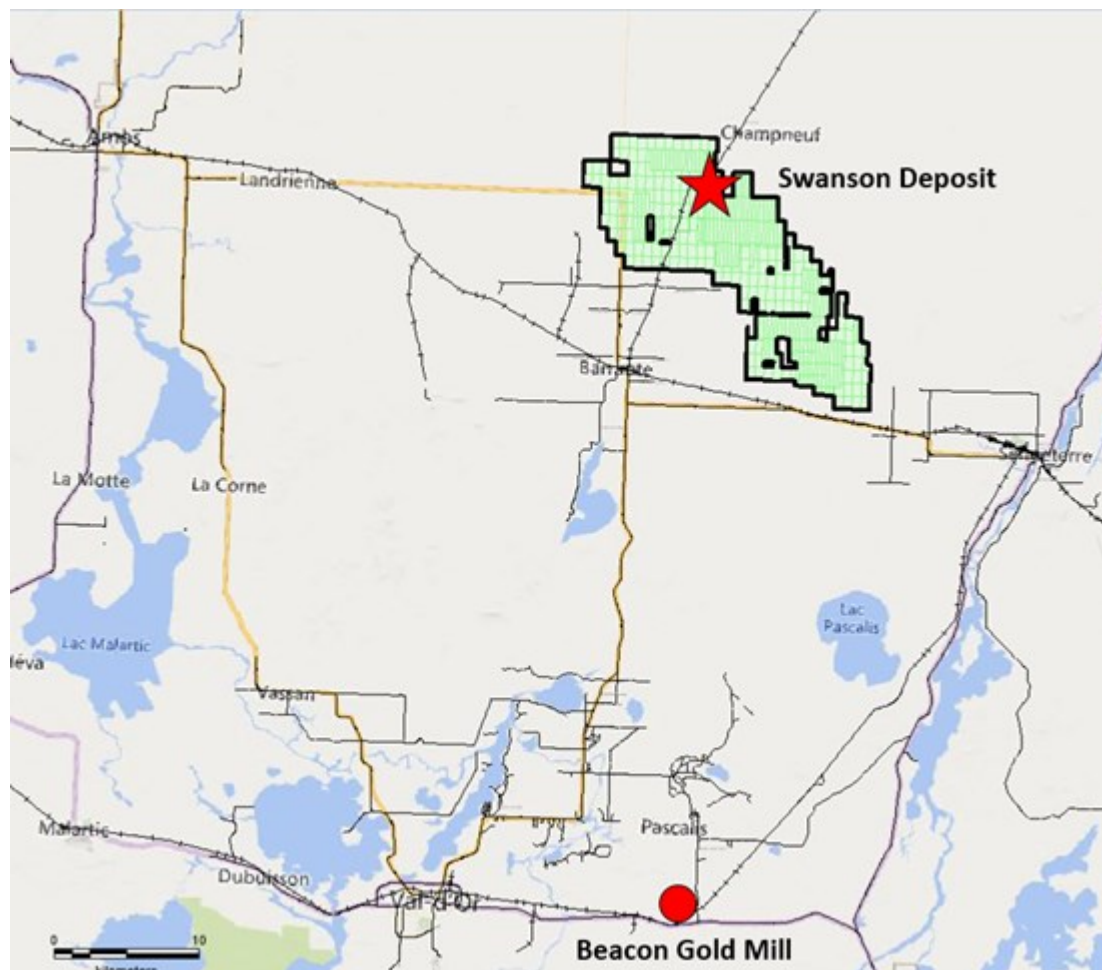 Champneuf
Amos
Swanson Deposit
Landrienne
Barraute
Senneterre
La Motte
La Corne
Lac
Pascalis
Lac Malartic
Vassan
Malartic
Pascalis
Dubuisson
Val-d'Or
0 10
kilometers
Beacon Gold Mill